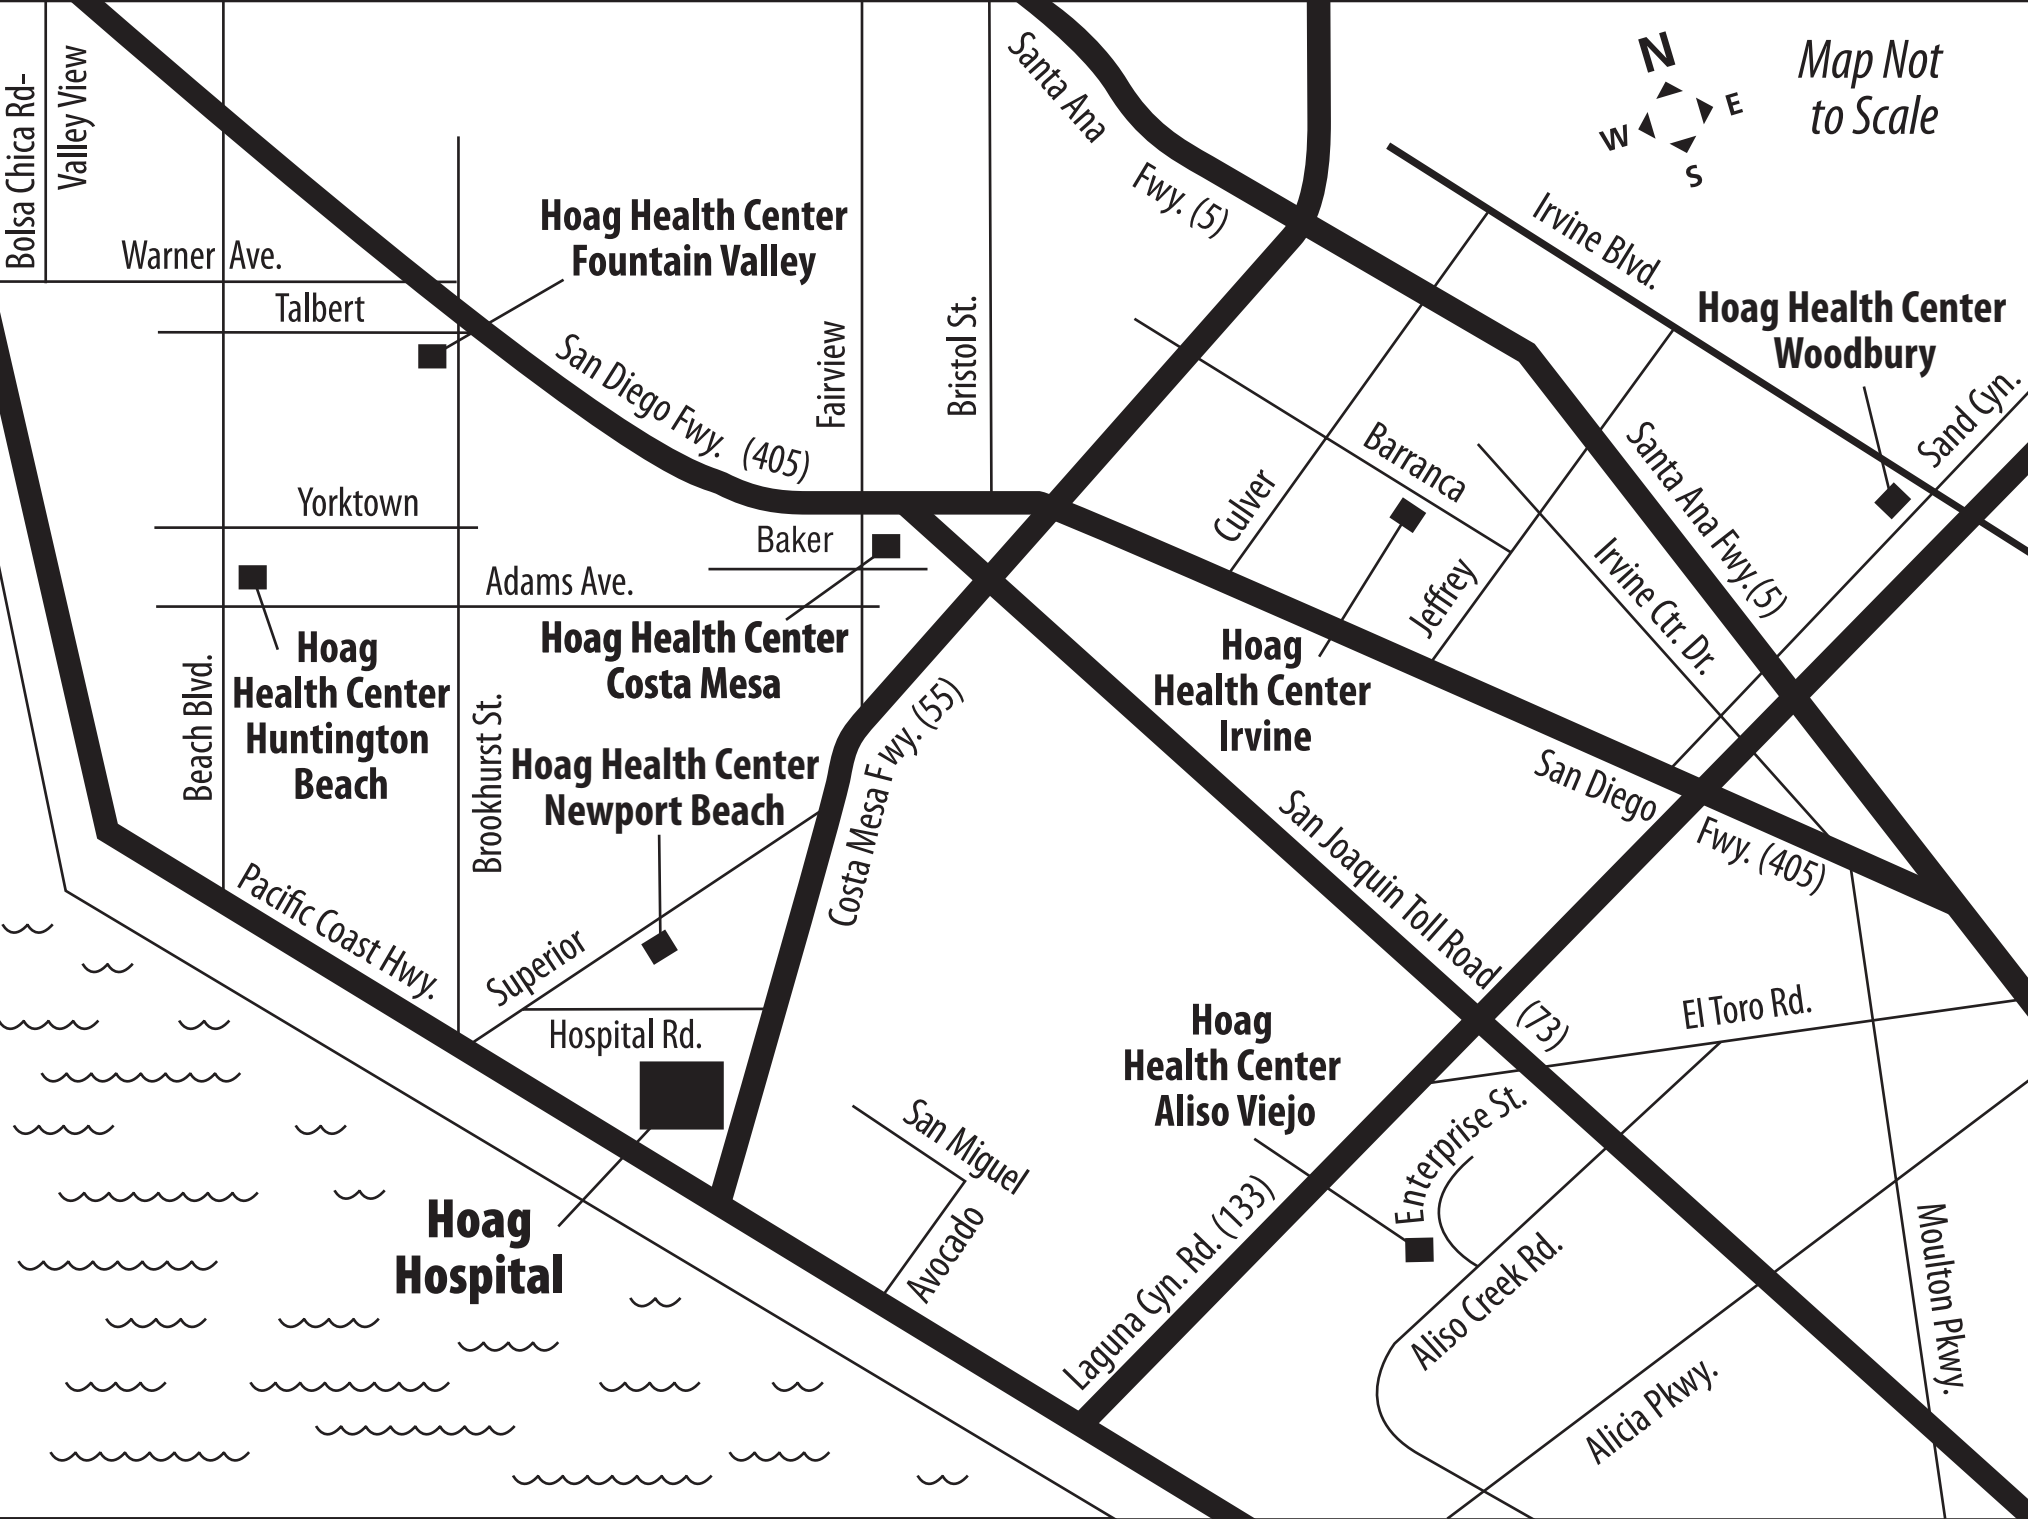 Bolsa Chica Rd-
Valley View
Warner Ave.
Talbert
Hoag Health Center
Fountain Valley
San Diego Fwy. (405)
Fairview
Bristol St.
Santa Ana
Fwy. (5)
N
E
W
S
Map Not
to Scale
Irvine Blvd.
Hoag Health Center
Woodbury
Sand Cyn.
Santa Ana Fwy.(5)
Barranca
Culver
Jeffrey
Irvine Ctr. Dr.
Yorktown
Baker
Adams Ave.
Hoag
Health Center
Huntington
Beach
Beach Blvd.
Brookhurst St.
Hoag Health Center
Costa Mesa
Hoag Health Center
Newport Beach
Costa Mesa Fwy. (55)
Hoag
Health Center
Irvine
San Diego
Fwy. (405)
San Joaquin Toll Road
(73)
Pacific Coast Hwy.
Superior
Hospital Rd.
Hoag
Hospital
San Miguel
Avocado
Hoag
Health Center
Aliso Viejo
Laguna Cyn. Rd. (133)
Enterprise St.
El Toro Rd.
Aliso Creek Rd.
Alicia Pkwy.
Moulton Pkwy.